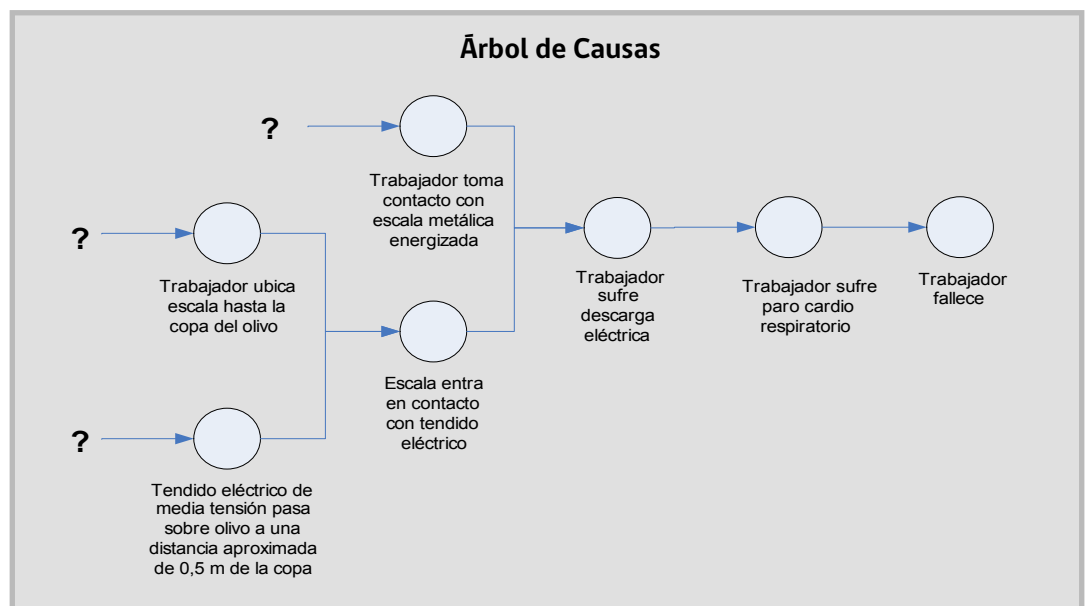 Árbol de Causas
?
Trabajador toma
contacto con
escala metálica
energizada
?
Trabajador ubica
escala hasta la
copa del olivo
Trabajador
sufre
descarga
eléctrica
Trabajador sufre
paro cardio
respiratorio
Trabajador
fallece
Escala entra
en contacto
con tendido
eléctrico
?
Tendido eléctrico de
media tensión pasa
sobre olivo a una
distancia aproximada
de 0,5 m de la copa